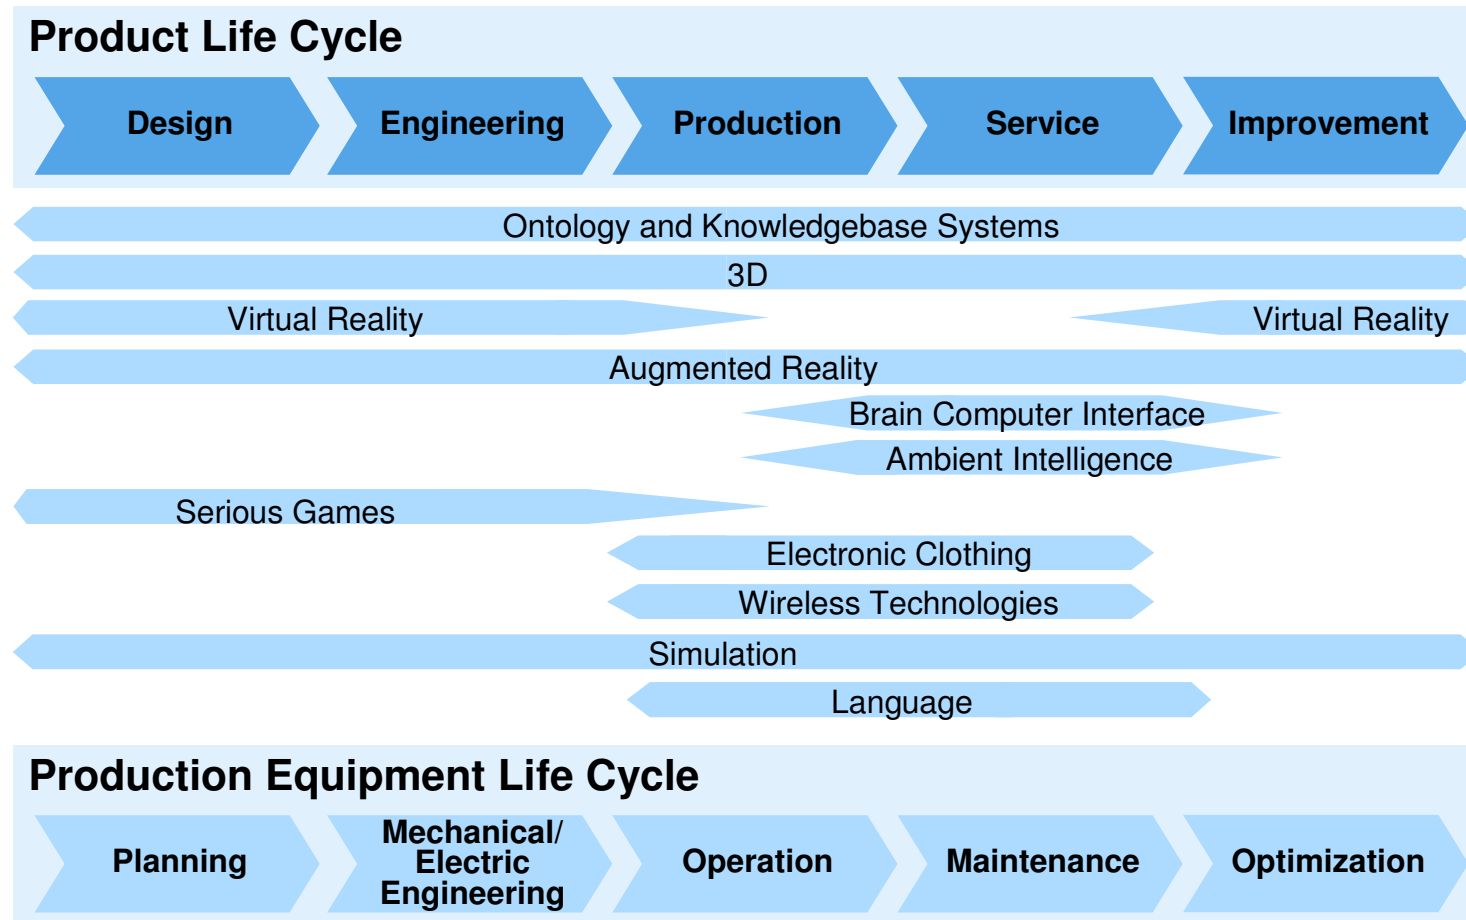 Product Life Cycle
Design Engineering Production Service Improvement
Ontology and Knowledgebase Systems
3D
Virtual Reality Virtual Reality
Augmented Reality
Brain Computer Interface
Ambient Intelligence
Serious Games
Electronic Clothing
Wireless Technologies
Simulation
Language
Production Equipment Life Cycle
Planning
Mechanical/
Electric
Engineering
Operation
Maintenance
Optimization